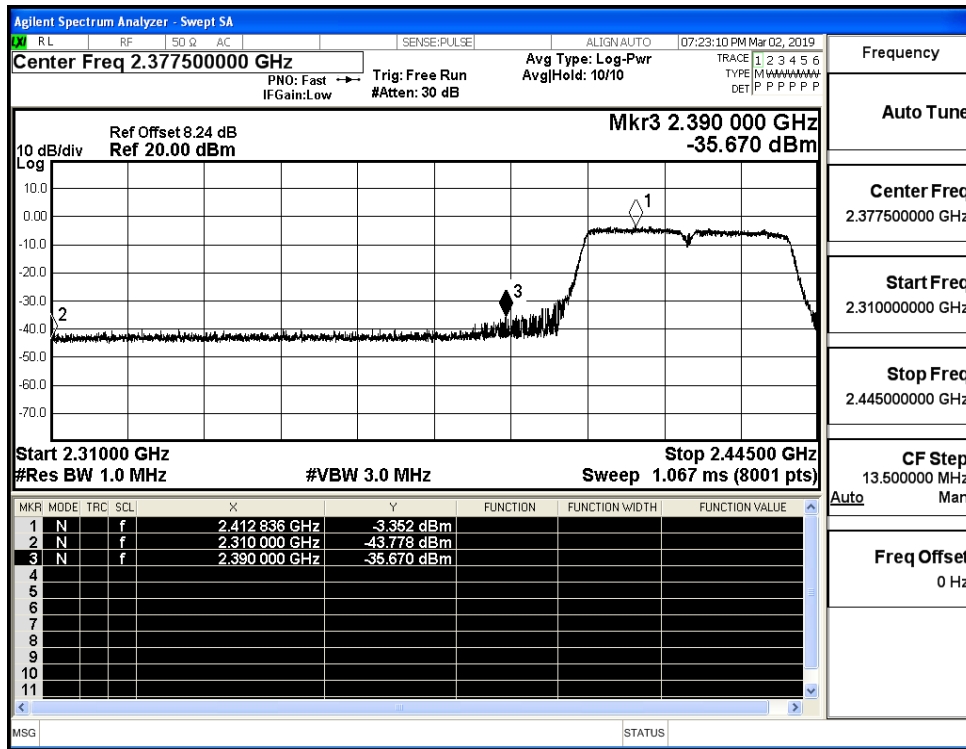 Agilent Spectrum Analyzer - Swept SA
LXI RL RF 50 Ω AC SENSE:PULSE ALIGN AUTO 07:23:10 PM Mar 02, 2019
Center Freq 2.377500000 GHz
PNO: Fast
IFGain:Low
Trig: Free Run
#Atten: 30 dB
Avg Type: Log-Pwr
Avg|Hold: 10/10
TRACE 1 2 3 4 5 6
TYPE M W W W W W
DET P P P P P P
Ref Offset 8.24 dB
10 dB/div Ref 20.00 dBm
Log
Mkr3 2.390 000 GHz
-35.670 dBm
10.0
0.00
-10.0
-20.0
-30.0
-40.0
-50.0
-60.0
-70.0
1
2
3
Start 2.31000 GHz Stop 2.44500 GHz
#Res BW 1.0 MHz #VBW 3.0 MHz Sweep 1.067 ms (8001 pts)
MKR MODE TRC SCL X Y FUNCTION FUNCTION WIDTH FUNCTION VALUE
1 N f 2.412 836 GHz -3.352 dBm
2 N f 2.310 000 GHz -43.778 dBm
3 N f 2.390 000 GHz -35.670 dBm
4
5
6
7
8
9
10
11
MSG STATUS
Frequency
Auto Tune
Center Freq
2.377500000 GHz
Start Freq
2.310000000 GHz
Stop Freq
2.445000000 GHz
CF Step
13.500000 MHz
Auto Man
Freq Offset
0 Hz